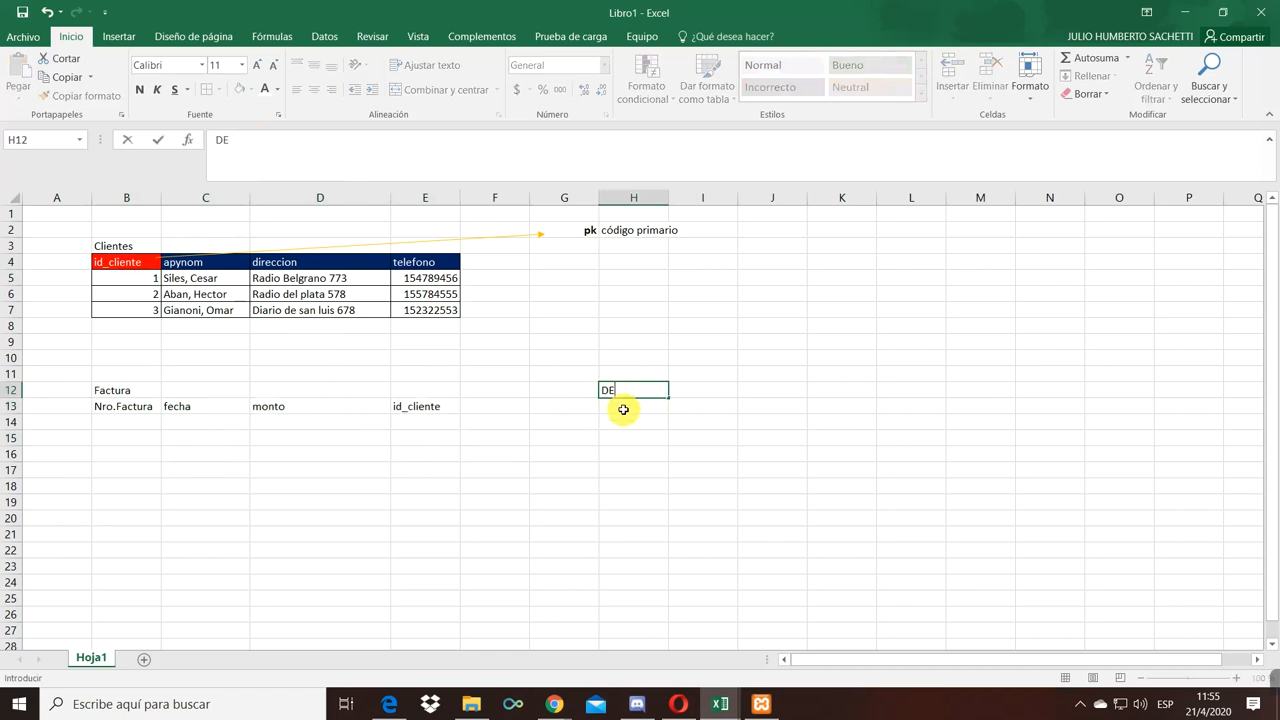 Libro1 - Excel
Archivo Inicio Insertar Diseño de página Fórmulas Datos Revisar Vista Complementos Prueba de carga Equipo ¿Qué desea hacer? JULIO HUMBERTO SACHETTI Compartir
Pegar
Cortar
Copiar
Copiar formato
Calibri 11
N K S A
Ajustar texto
Combinar y centrar
General
$ % 000
Formato condicional
Dar formato como tabla
Normal Bueno
Incorrecto Neutral
Insertar Eliminar Formato
Autosuma
Rellenar
Borrar
Ordenar y filtrar
Buscar y seleccionar
Portapapeles Fuente Alineación Número Estilos Celdas Modificar
H12 fx DE
A B C D E F G H I J K L M N O P Q
1
2 pk código primario
3 Clientes
4 id_cliente apynom direccion telefono
5 1 Siles, Cesar Radio Belgrano 773 154789456
6 2 Aban, Hector Radio del plata 578 155784555
7 3 Gianoni, Omar Diario de san luis 678 152322553
8
9
10
11
12 Factura DE
13 Nro.Factura fecha monto id_cliente
14
15
16
17
18
19
20
21
22
23
24
25
26
27
28
Hoja1
Introducir 100 %
Escribe aquí para buscar ESP 11:55
21/4/2020